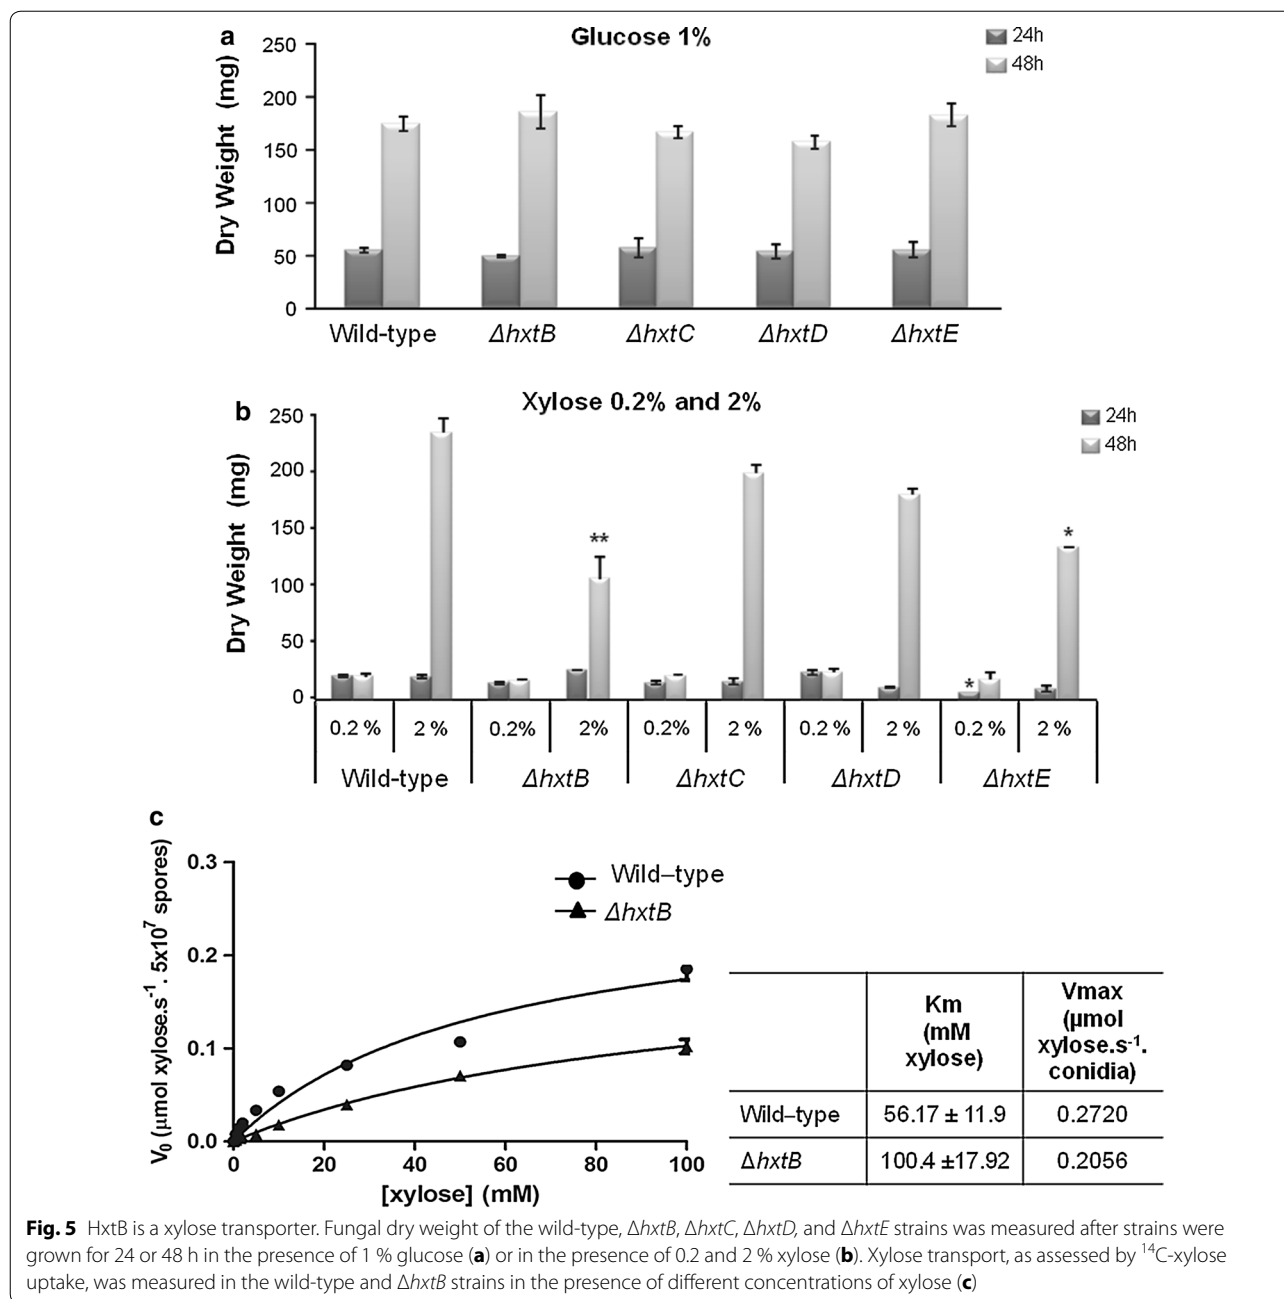 a
Glucose 1%
24h
48h
Dry Weight (mg)
250
200
150
100
50
0
Wild-type ΔhxtB ΔhxtC ΔhxtD ΔhxtE
b
Xylose 0.2% and 2%
24h
48h
Dry Weight (mg)
250
200
150
100
50
0
**
*
*
0.2 % 2 % 0.2% 2% 0.2% 2 % 0.2 % 2 % 0.2 % 2 %
Wild-type ΔhxtB ΔhxtC ΔhxtD ΔhxtE
c
V₀ (µmol xylose.s⁻¹. 5x10⁷ spores)
0.3
0.2
0.1
0.0
Wild–type
ΔhxtB
0 20 40 60 80 100
[xylose] (mM)
Km
(mM
xylose)
Vmax
(µmol
xylose.s⁻¹.
conidia)
Wild–type 56.17 ± 11.9 0.2720
ΔhxtB 100.4 ±17.92 0.2056
Fig. 5 HxtB is a xylose transporter. Fungal dry weight of the wild-type, ΔhxtB, ΔhxtC, ΔhxtD, and ΔhxtE strains was measured after strains were
grown for 24 or 48 h in the presence of 1 % glucose (a) or in the presence of 0.2 and 2 % xylose (b). Xylose transport, as assessed by ¹⁴C-xylose
uptake, was measured in the wild-type and ΔhxtB strains in the presence of different concentrations of xylose (c)